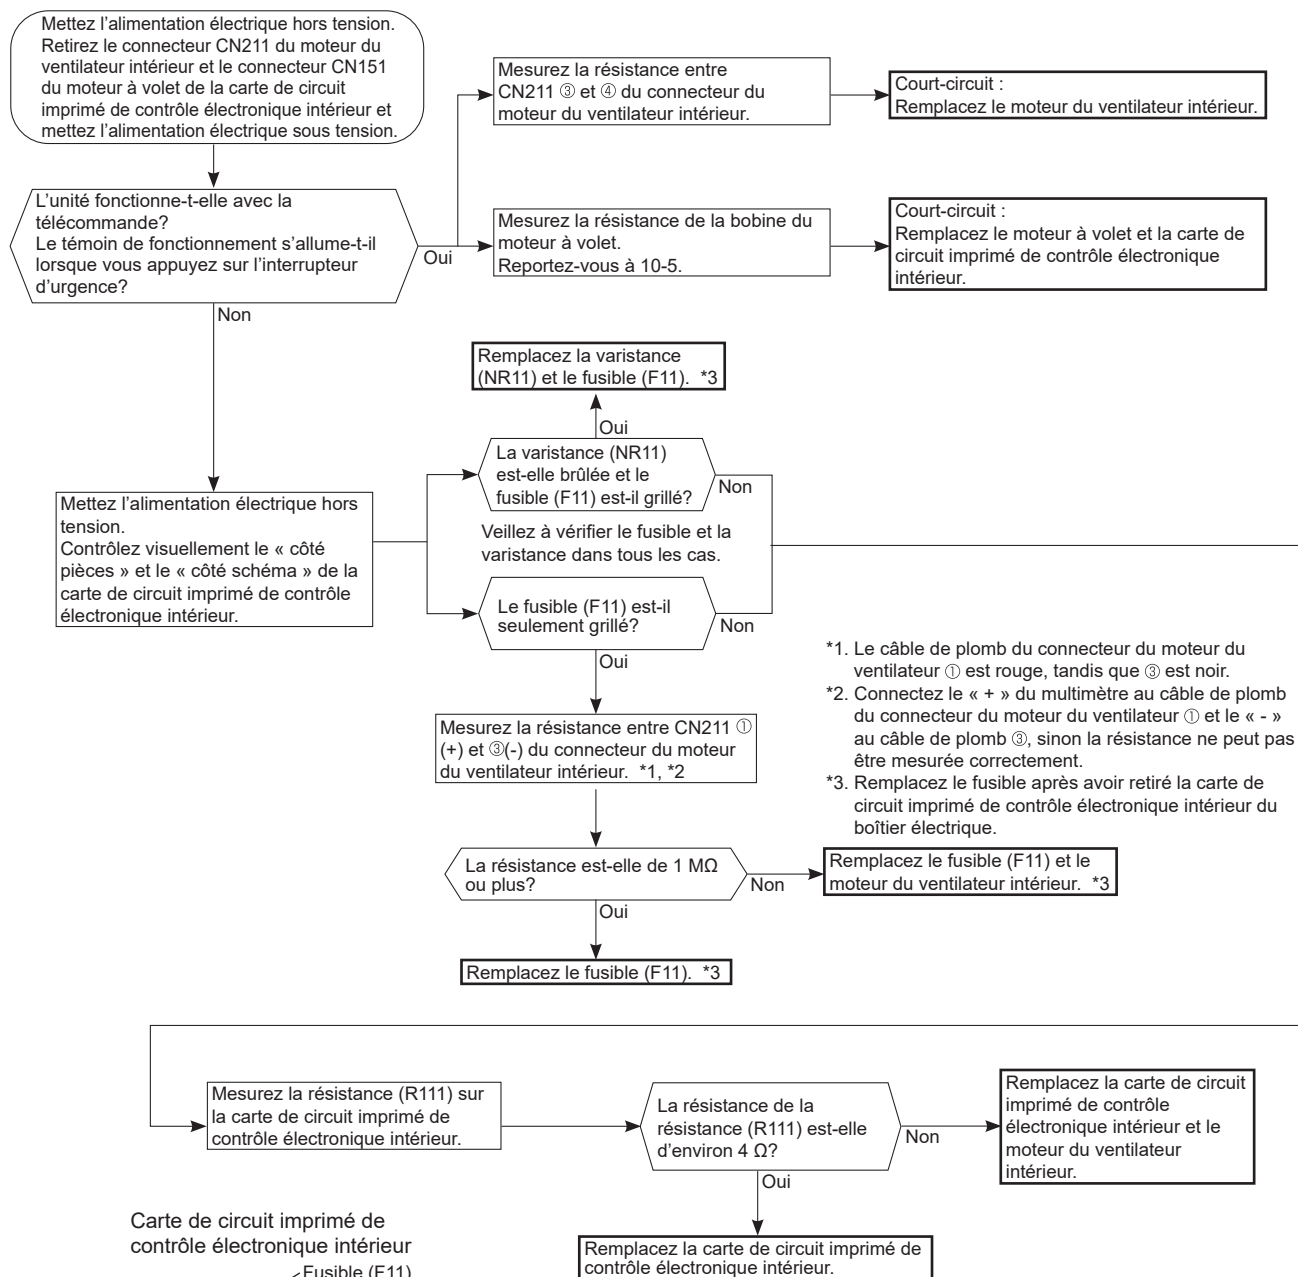 Mettez l’alimentation électrique hors tension.
Retirez le connecteur CN211 du moteur du
ventilateur intérieur et le connecteur CN151
du moteur à volet de la carte de circuit
imprimé de contrôle électronique intérieur et
mettez l’alimentation électrique sous tension.
Mesurez la résistance entre
CN211 ③ et ④ du connecteur du
moteur du ventilateur intérieur.
Court-circuit :
Remplacez le moteur du ventilateur intérieur.
L’unité fonctionne-t-elle avec la
télécommande?
Le témoin de fonctionnement s’allume-t-il
lorsque vous appuyez sur l’interrupteur
d’urgence?
Oui
Mesurez la résistance de la bobine du
moteur à volet.
Reportez-vous à 10-5.
Court-circuit :
Remplacez le moteur à volet et la carte de
circuit imprimé de contrôle électronique
intérieur.
Non
Remplacez la varistance
(NR11) et le fusible (F11). *3
Oui
La varistance (NR11)
est-elle brûlée et le
fusible (F11) est-il grillé?
Non
Mettez l’alimentation électrique hors
tension.
Contrôlez visuellement le « côté
pièces » et le « côté schéma » de la
carte de circuit imprimé de contrôle
électronique intérieur.
Veillez à vérifier le fusible et la
varistance dans tous les cas.
Le fusible (F11) est-il
seulement grillé?
Non
Oui
*1. Le câble de plomb du connecteur du moteur du
ventilateur ① est rouge, tandis que ③ est noir.
*2. Connectez le « + » du multimètre au câble de plomb
du connecteur du moteur du ventilateur ① et le « - »
au câble de plomb ③, sinon la résistance ne peut pas
être mesurée correctement.
*3. Remplacez le fusible après avoir retiré la carte de
circuit imprimé de contrôle électronique intérieur du
boîtier électrique.
Mesurez la résistance entre CN211 ①
(+) et ③(-) du connecteur du moteur
du ventilateur intérieur. *1, *2
La résistance est-elle de 1 MΩ
ou plus?
Non
Remplacez le fusible (F11) et le
moteur du ventilateur intérieur. *3
Oui
Remplacez le fusible (F11). *3
Mesurez la résistance (R111) sur
la carte de circuit imprimé de
contrôle électronique intérieur.
La résistance de la
résistance (R111) est-elle
d’environ 4 Ω?
Non
Remplacez la carte de circuit
imprimé de contrôle
électronique intérieur et le
moteur du ventilateur
intérieur.
Oui
Remplacez la carte de circuit imprimé de
contrôle électronique intérieur.
Carte de circuit imprimé de
contrôle électronique intérieur
Fusible (F11)